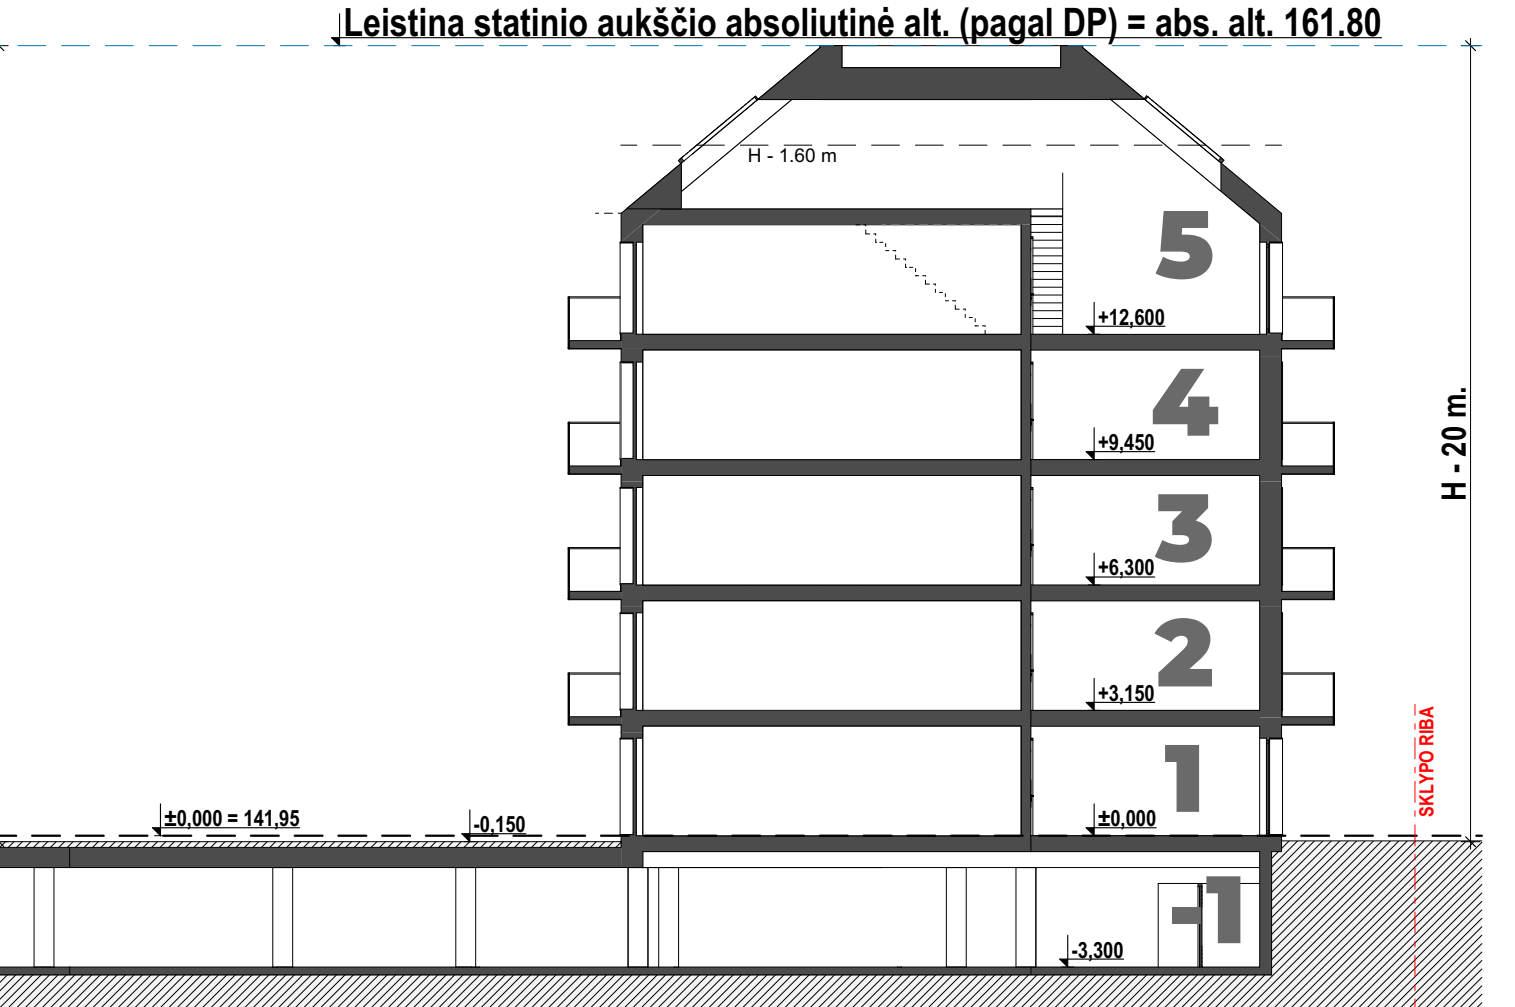 Leistina statinio aukščio absoliutinė alt. (pagal DP) = abs. alt. 161.80
H - 1.60 m
5
+12,600
4
H - 20 m.
+9,450
3
+6,300
2
+3,150
SKLYPO RIBA
1
±0,000 = 141,95
-0,150
±0,000
-1
-3,300